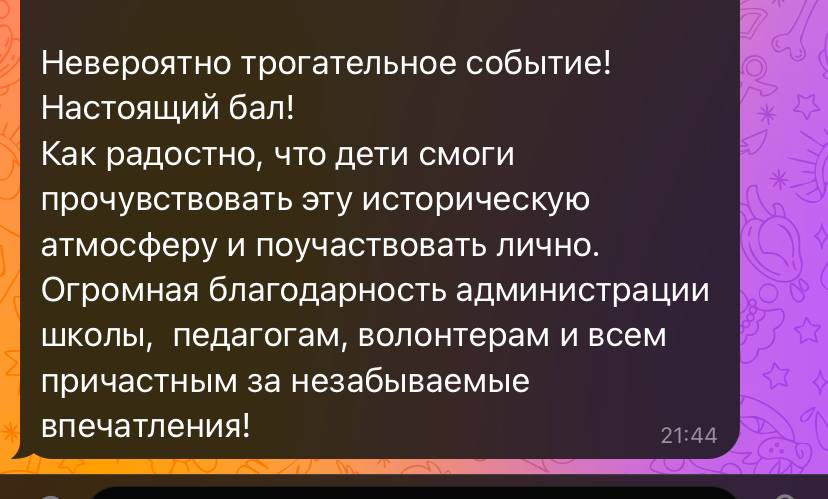 Невероятно трогательное событие!
Настоящий бал!
Как радостно, что дети смоги
прочувствовать эту историческую
атмосферу и поучаствовать лично.
Огромная благодарность администрации
школы,  педагогам, волонтерам и всем
причастным за незабываемые
впечатления!
21:44